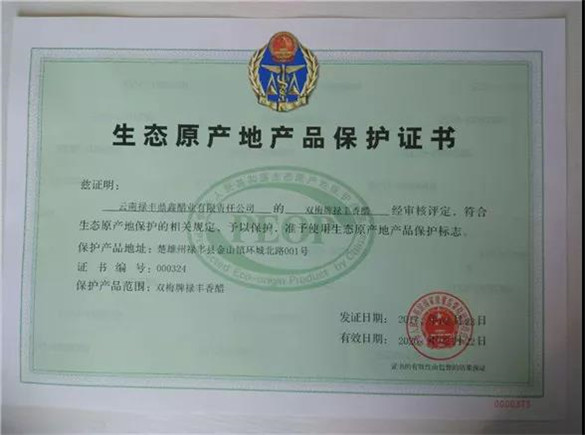 生态原产地产品保护证书
兹证明:
云南禄丰鼎鑫醋业有限责任公司 的 双梅牌禄丰香醋 经审核评定,符合
生态原产地保护的相关规定,予以保护,准予使用生态原产地产品保护标志。
PEOP
保护产品地址:楚雄州禄丰县金山镇环城北路001号
证书编号:000324
保护产品范围:双梅牌禄丰香醋
发证日期:
有效日期:
0000375